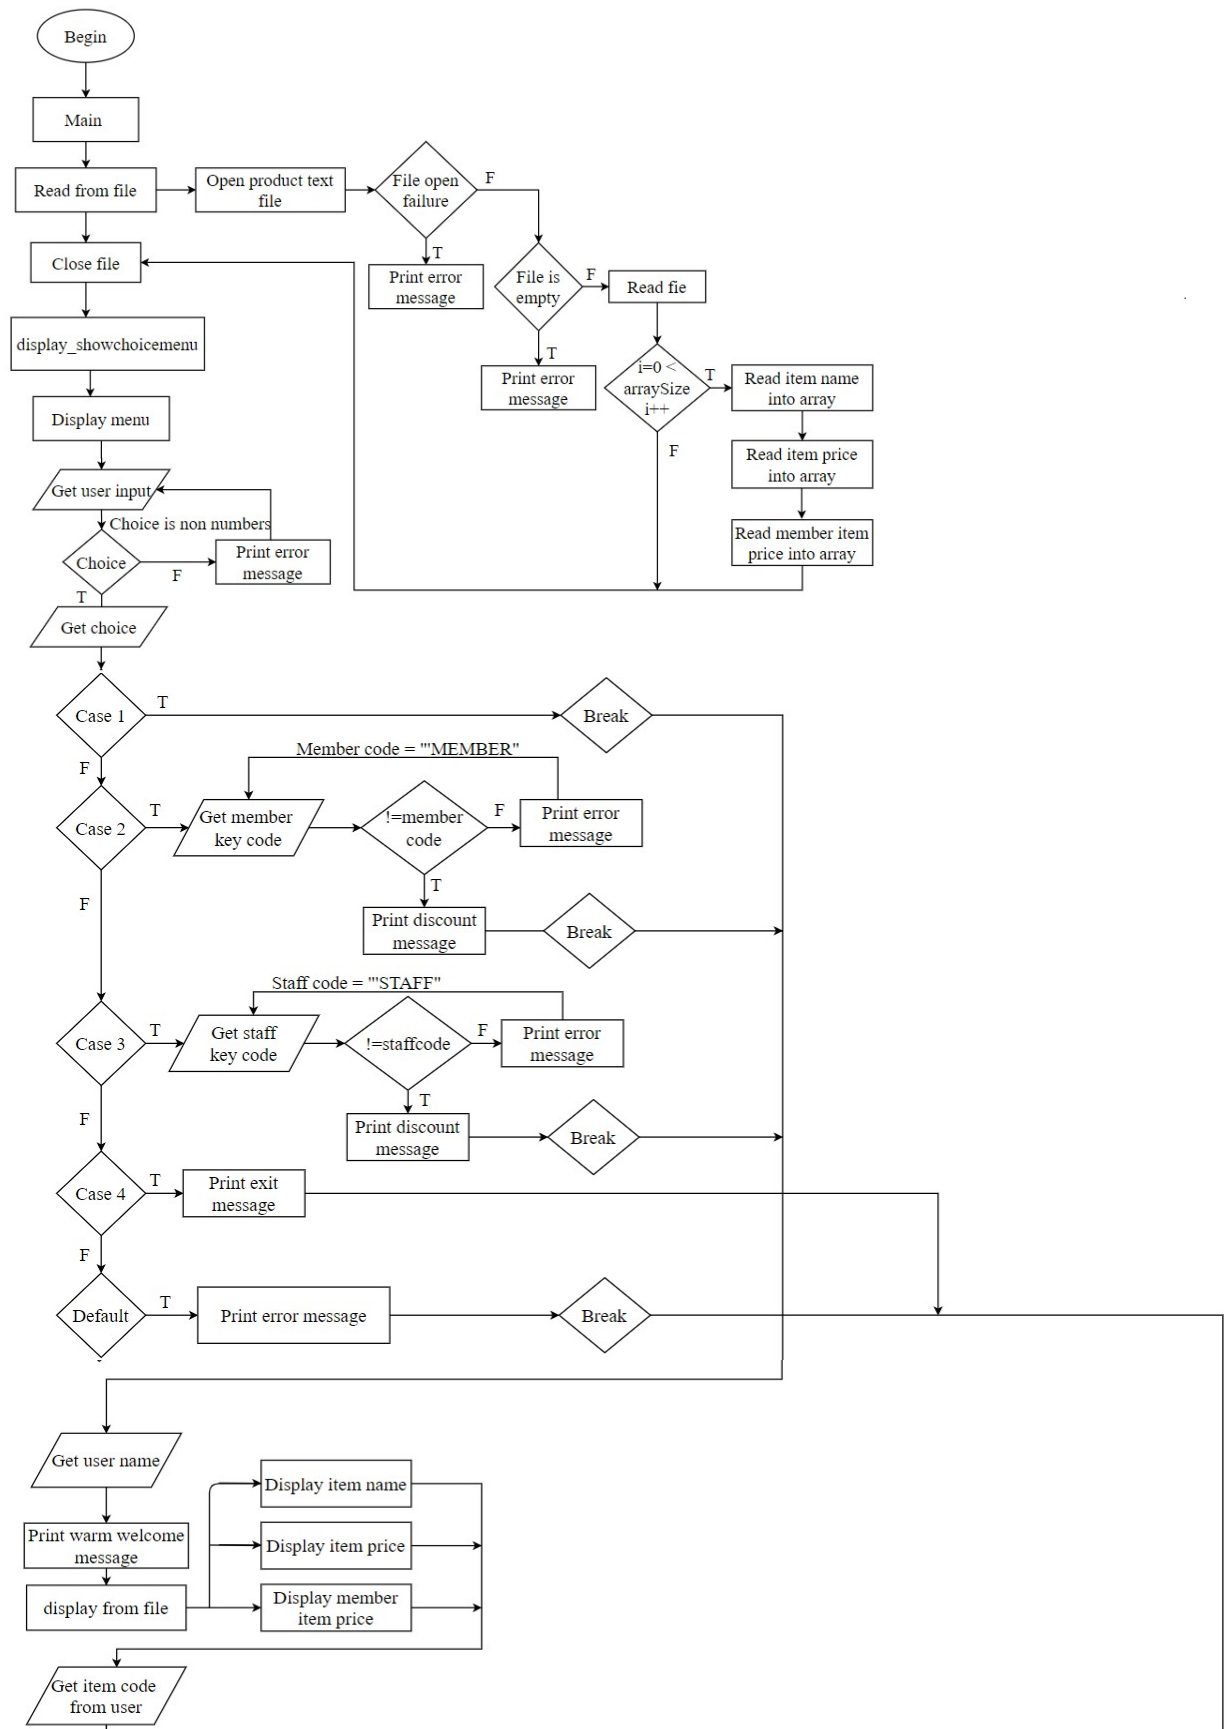 Begin
Main
Read from file
Open product text
file
File open
failure
F
T
Print error
message
Close file
File is
empty
F
Read fie
T
Print error
message
display_showchoicemenu
i=0 <
arraySize
i++
T
Read item name
into array
F
Read item price
into array
Read member item
price into array
Display menu
Get user input
Choice is non numbers
Choice
F
Print error
message
T
Get choice
Case 1
T
Break
F
Member code = "'MEMBER"
Case 2
T
Get member
key code
!=member
code
F
Print error
message
T
Print discount
message
Break
F
Staff code = "'STAFF"
Case 3
T
Get staff
key code
!=staffcode
F
Print error
message
T
Print discount
message
Break
F
Case 4
T
Print exit
message
F
Default
T
Print error message
Break
Get user name
Print warm welcome
message
display from file
Display item name
Display item price
Display member
item price
Get item code
from user